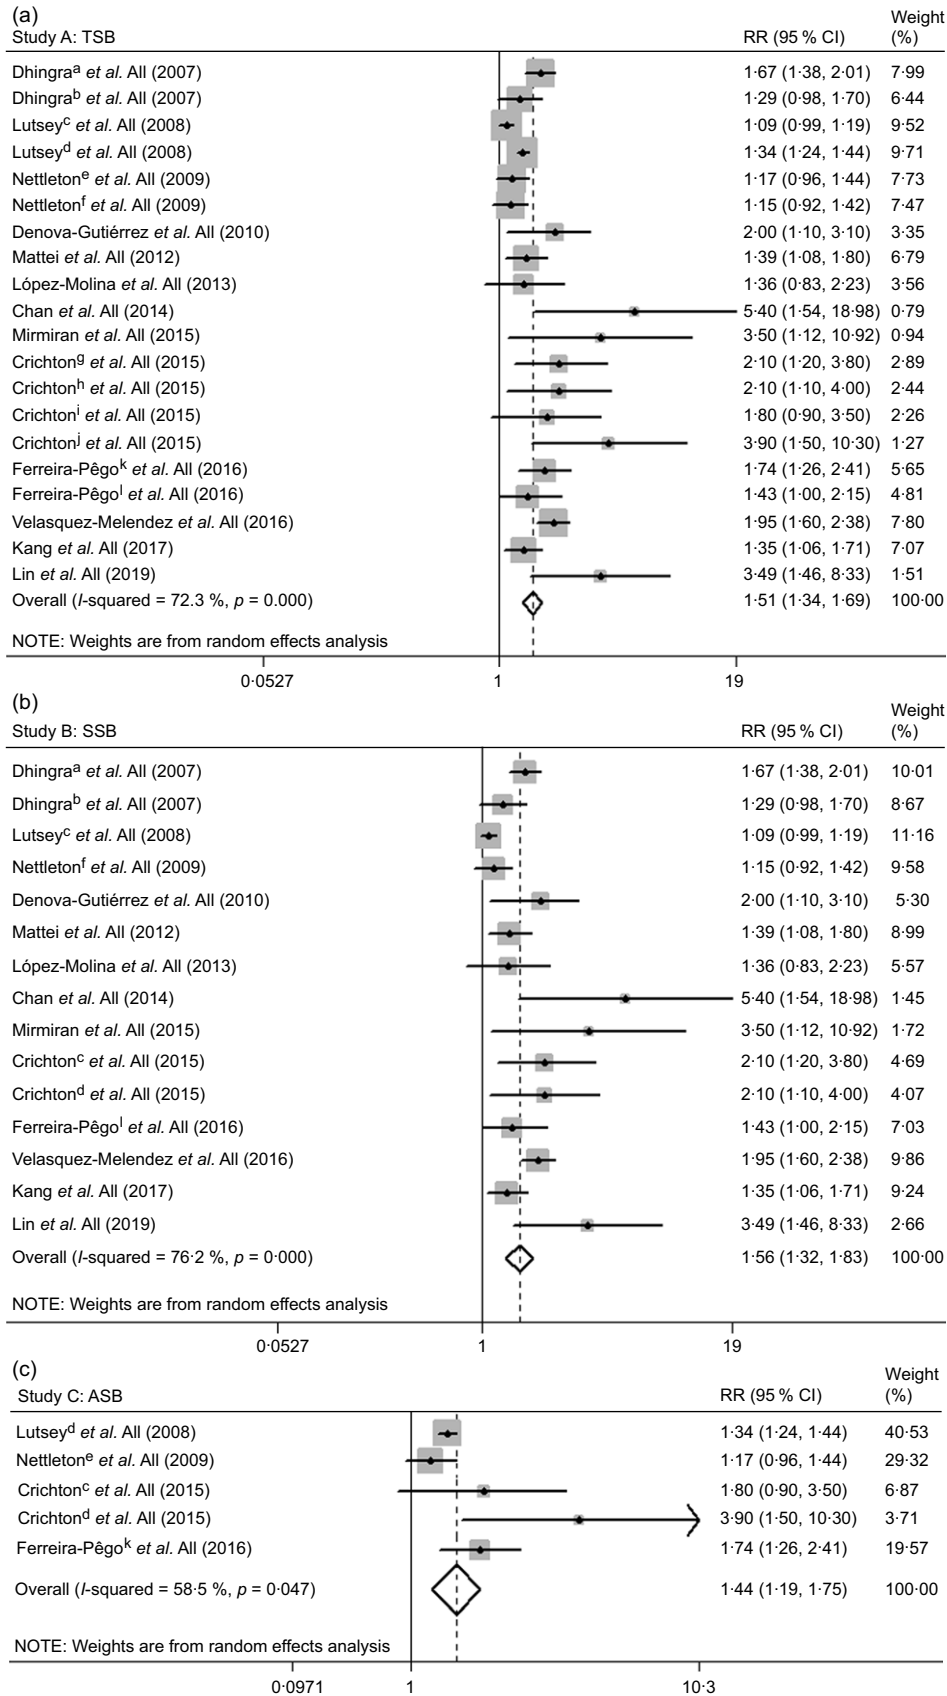 (a)
Weight
Study A: TSB RR (95 % CI) (%)
Dhingraᵃ et al. All (2007) 1·67 (1·38, 2·01) 7·99
Dhingraᵇ et al. All (2007) 1·29 (0·98, 1·70) 6·44
Lutseyᶜ et al. All (2008) 1·09 (0·99, 1·19) 9·52
Lutseyᵈ et al. All (2008) 1·34 (1·24, 1·44) 9·71
Nettletonᵉ et al. All (2009) 1·17 (0·96, 1·44) 7·73
Nettletonᶠ et al. All (2009) 1·15 (0·92, 1·42) 7·47
Denova-Gutiérrez et al. All (2010) 2·00 (1·10, 3·10) 3·35
Mattei et al. All (2012) 1·39 (1·08, 1·80) 6·79
López-Molina et al. All (2013) 1·36 (0·83, 2·23) 3·56
Chan et al. All (2014) 5·40 (1·54, 18·98) 0·79
Mirmiran et al. All (2015) 3·50 (1·12, 10·92) 0·94
Crichtonᵍ et al. All (2015) 2·10 (1·20, 3·80) 2·89
Crichtonʰ et al. All (2015) 2·10 (1·10, 4·00) 2·44
Crichtonⁱ et al. All (2015) 1·80 (0·90, 3·50) 2·26
Crichtonʲ et al. All (2015) 3·90 (1·50, 10·30) 1·27
Ferreira-Pêgoᵏ et al. All (2016) 1·74 (1·26, 2·41) 5·65
Ferreira-Pêgoˡ et al. All (2016) 1·43 (1·00, 2·15) 4·81
Velasquez-Melendez et al. All (2016) 1·95 (1·60, 2·38) 7·80
Kang et al. All (2017) 1·35 (1·06, 1·71) 7·07
Lin et al. All (2019) 3·49 (1·46, 8·33) 1·51
Overall (I-squared = 72.3 %, p = 0.000) 1·51 (1·34, 1·69) 100·00
NOTE: Weights are from random effects analysis
0·0527 1 19
(b)
Weight
Study B: SSB RR (95 % CI) (%)
Dhingraᵃ et al. All (2007) 1·67 (1·38, 2·01) 10·01
Dhingraᵇ et al. All (2007) 1·29 (0·98, 1·70) 8·67
Lutseyᶜ et al. All (2008) 1·09 (0·99, 1·19) 11·16
Nettletonᶠ et al. All (2009) 1·15 (0·92, 1·42) 9·58
Denova-Gutiérrez et al. All (2010) 2·00 (1·10, 3·10) 5·30
Mattei et al. All (2012) 1·39 (1·08, 1·80) 8·99
López-Molina et al. All (2013) 1·36 (0·83, 2·23) 5·57
Chan et al. All (2014) 5·40 (1·54, 18·98) 1·45
Mirmiran et al. All (2015) 3·50 (1·12, 10·92) 1·72
Crichtonᶜ et al. All (2015) 2·10 (1·20, 3·80) 4·69
Crichtonᵈ et al. All (2015) 2·10 (1·10, 4·00) 4·07
Ferreira-Pêgoˡ et al. All (2016) 1·43 (1·00, 2·15) 7·03
Velasquez-Melendez et al. All (2016) 1·95 (1·60, 2·38) 9·86
Kang et al. All (2017) 1·35 (1·06, 1·71) 9·24
Lin et al. All (2019) 3·49 (1·46, 8·33) 2·66
Overall (I-squared = 76·2 %, p = 0·000) 1·56 (1·32, 1·83) 100·00
NOTE: Weights are from random effects analysis
0·0527 1 19
(c)
Weight
Study C: ASB RR (95 % CI) (%)
Lutseyᵈ et al. All (2008) 1·34 (1·24, 1·44) 40·53
Nettletonᵉ et al. All (2009) 1·17 (0·96, 1·44) 29·32
Crichtonᶜ et al. All (2015) 1·80 (0·90, 3·50) 6·87
Crichtonᵈ et al. All (2015) 3·90 (1·50, 10·30) 3·71
Ferreira-Pêgoᵏ et al. All (2016) 1·74 (1·26, 2·41) 19·57
Overall (I-squared = 58·5 %, p = 0·047) 1·44 (1·19, 1·75) 100·00
NOTE: Weights are from random effects analysis
0·0971 1 10·3